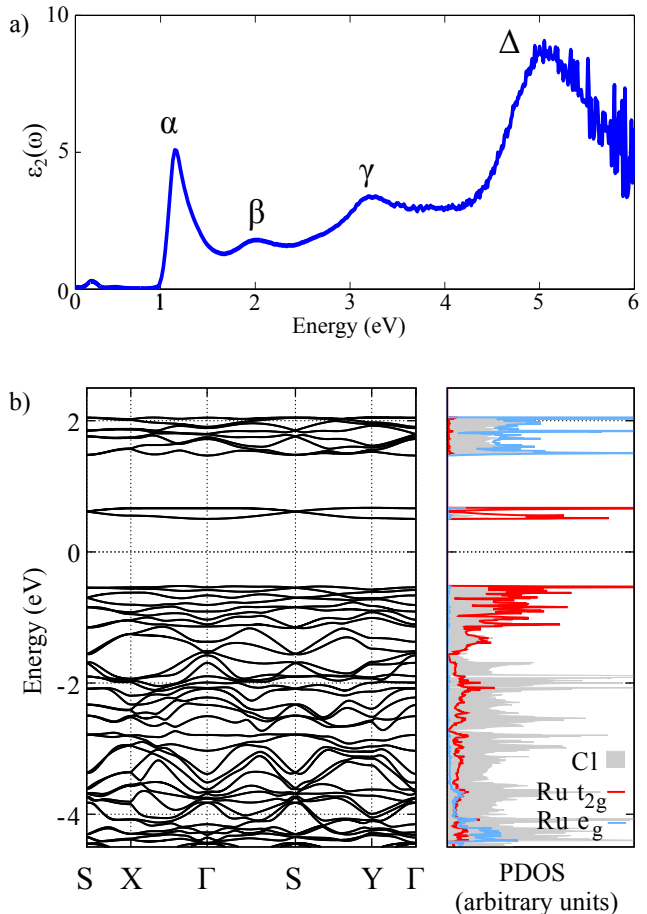 a)
10
5
0
ε₂(ω)
α
β
γ
Δ
0 1 2 3 4 5 6
Energy (eV)
b)
2
0
-2
-4
Energy (eV)
S X Γ S Y Γ
Cl
Ru t₂g
Ru eg
PDOS
(arbitrary units)